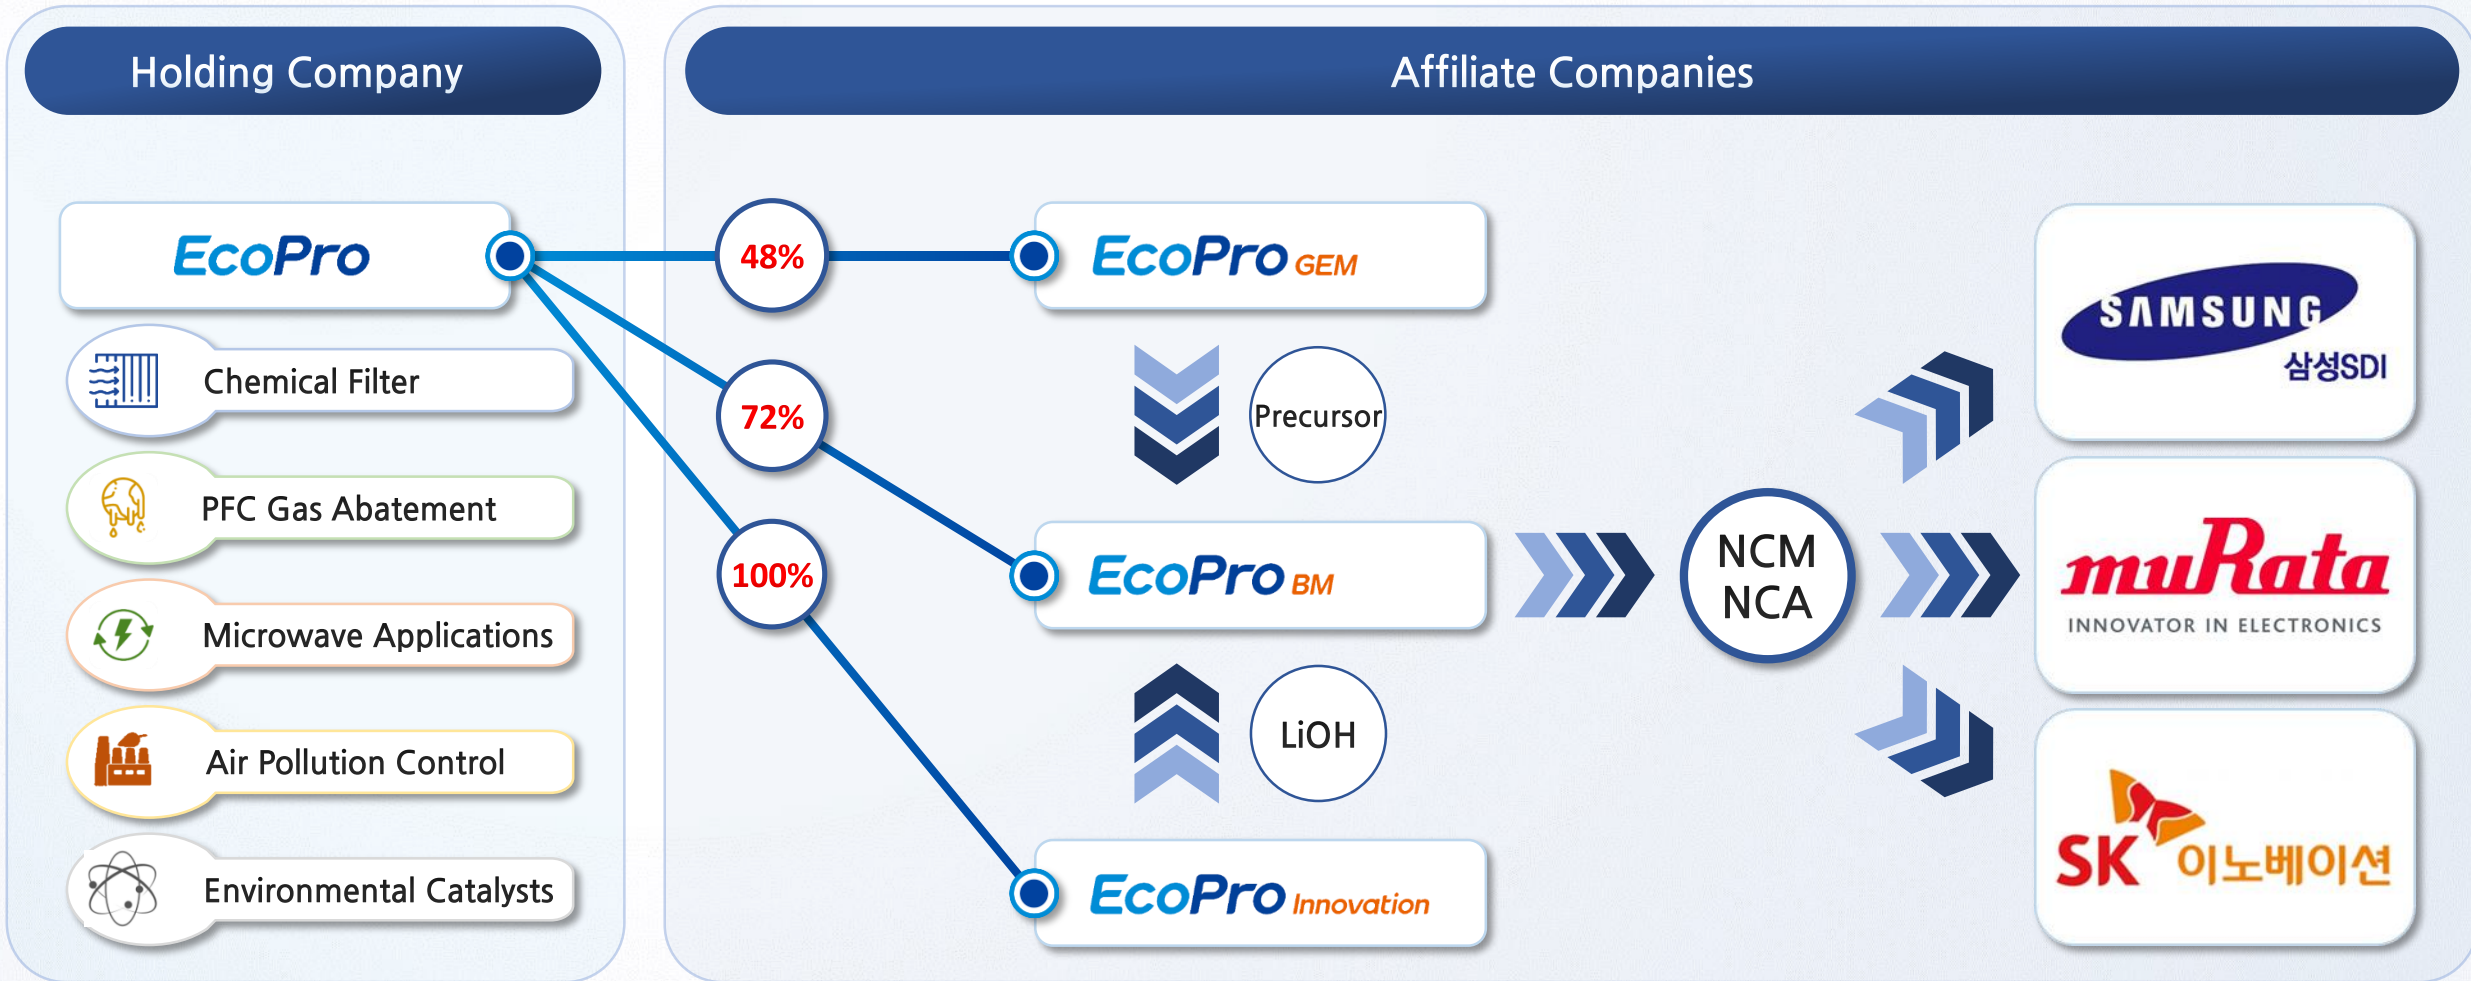 Holding Company
EcoPro
Chemical Filter
PFC Gas Abatement
Microwave Applications
Air Pollution Control
Environmental Catalysts
Affiliate Companies
48%
72%
100%
EcoPro GEM
Precursor
EcoPro BM
LiOH
EcoPro Innovation
NCM
NCA
SAMSUNG
삼성SDI
muRata
INNOVATOR IN ELECTRONICS
SK 이노베이션